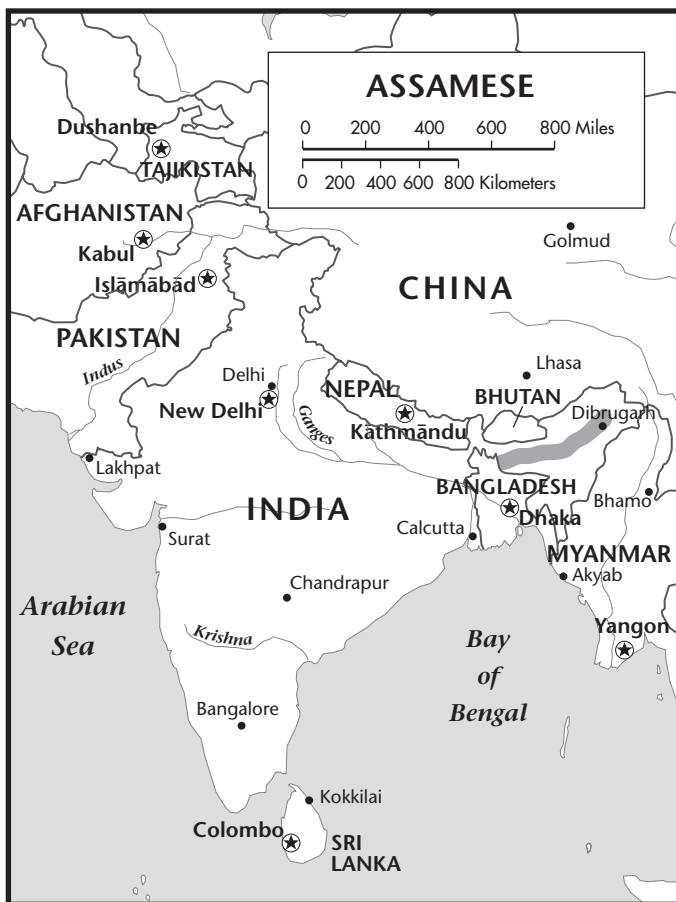 ASSAMESE
0 200 400 600 800 Miles
0 200 400 600 800 Kilometers
Dushanbe
TAJIKISTAN
AFGHANISTAN
Kabul
Islāmābād
Golmud
CHINA
PAKISTAN
Indus
Delhi
New Delhi
Ganges
NEPAL
Kāthmāndu
Lhasa
BHUTAN
Dibrugarh
Lakhpat
BANGLADESH
Dhaka
Bhamo
INDIA
Surat
Calcutta
MYANMAR
Akyab
Chandrapur
Arabian
Sea
Krishna
Bay
of
Bengal
Yangon
Bangalore
Kokkilai
Colombo
SRI
LANKA